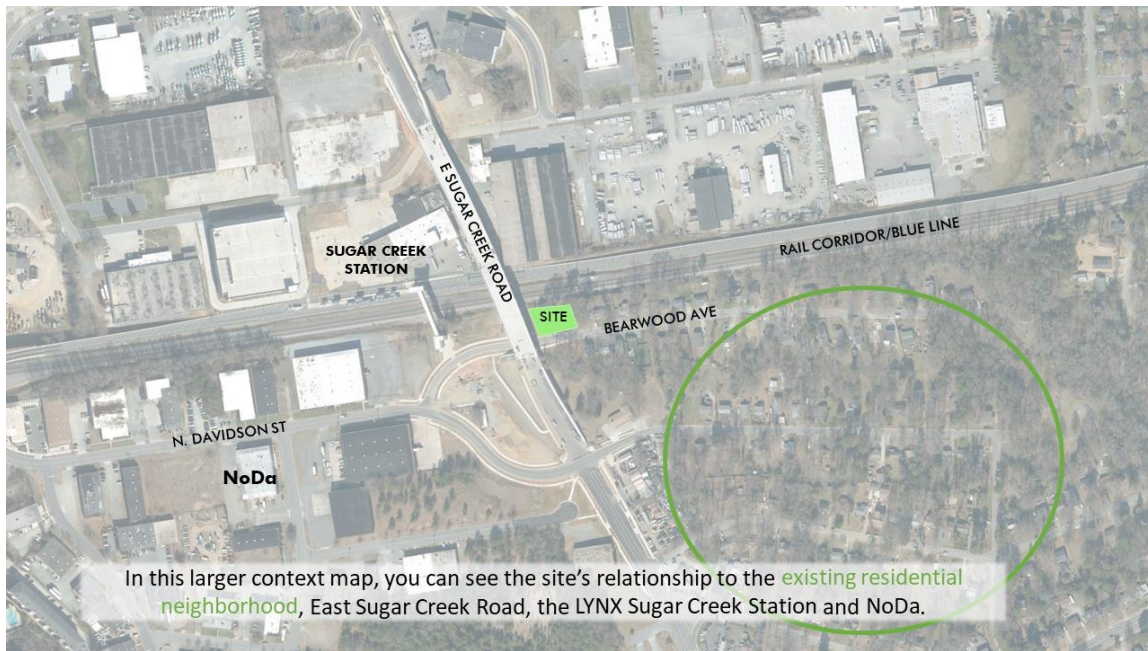 E SUGAR CREEK ROAD
SUGAR CREEK
STATION
RAIL CORRIDOR/BLUE LINE
SITE
BEARWOOD AVE
N. DAVIDSON ST
NoDa
In this larger context map, you can see the site's relationship to the existing residential
neighborhood, East Sugar Creek Road, the LYNX Sugar Creek Station and NoDa.